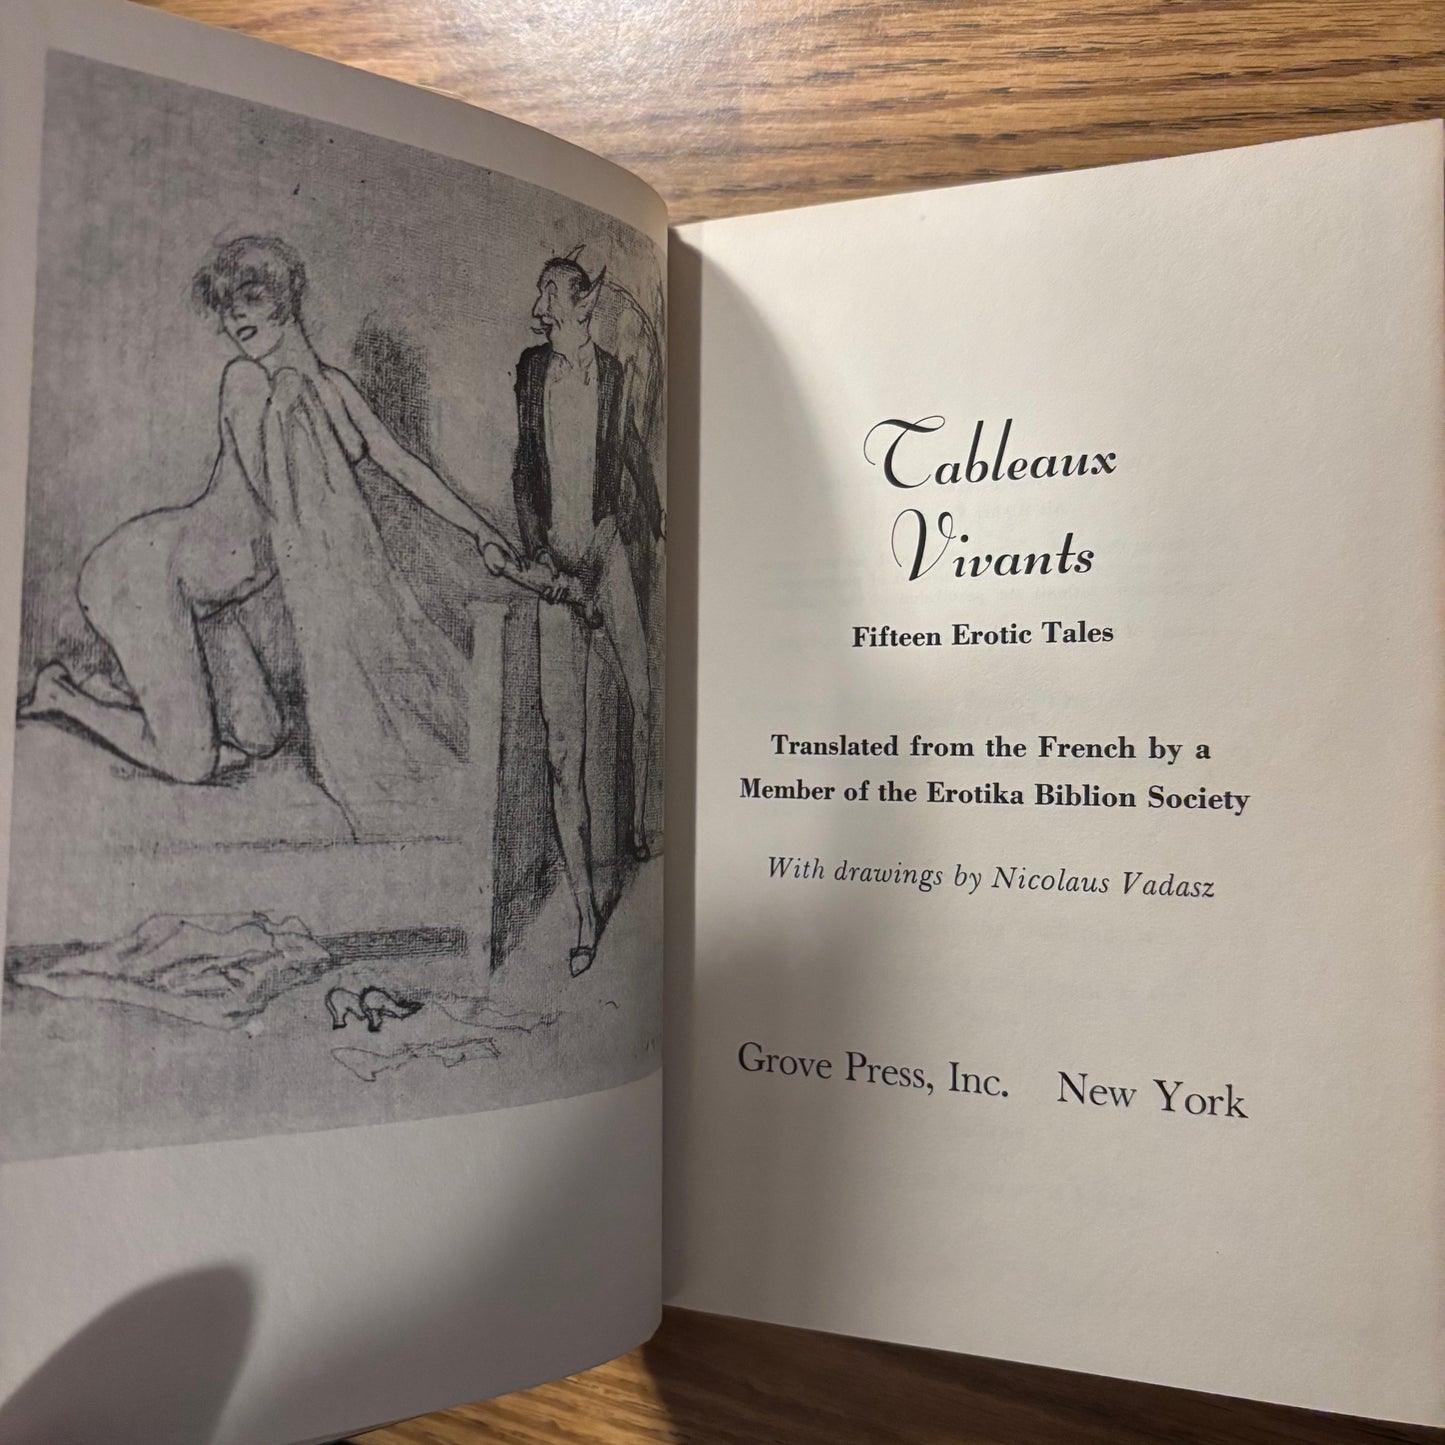 Tableaux
Vivants
Fifteen Erotic Tales
Translated from the French by a
Member of the Erotika Biblion Society
With drawings by Nicolaus Vadasz
Grove Press, Inc. New York